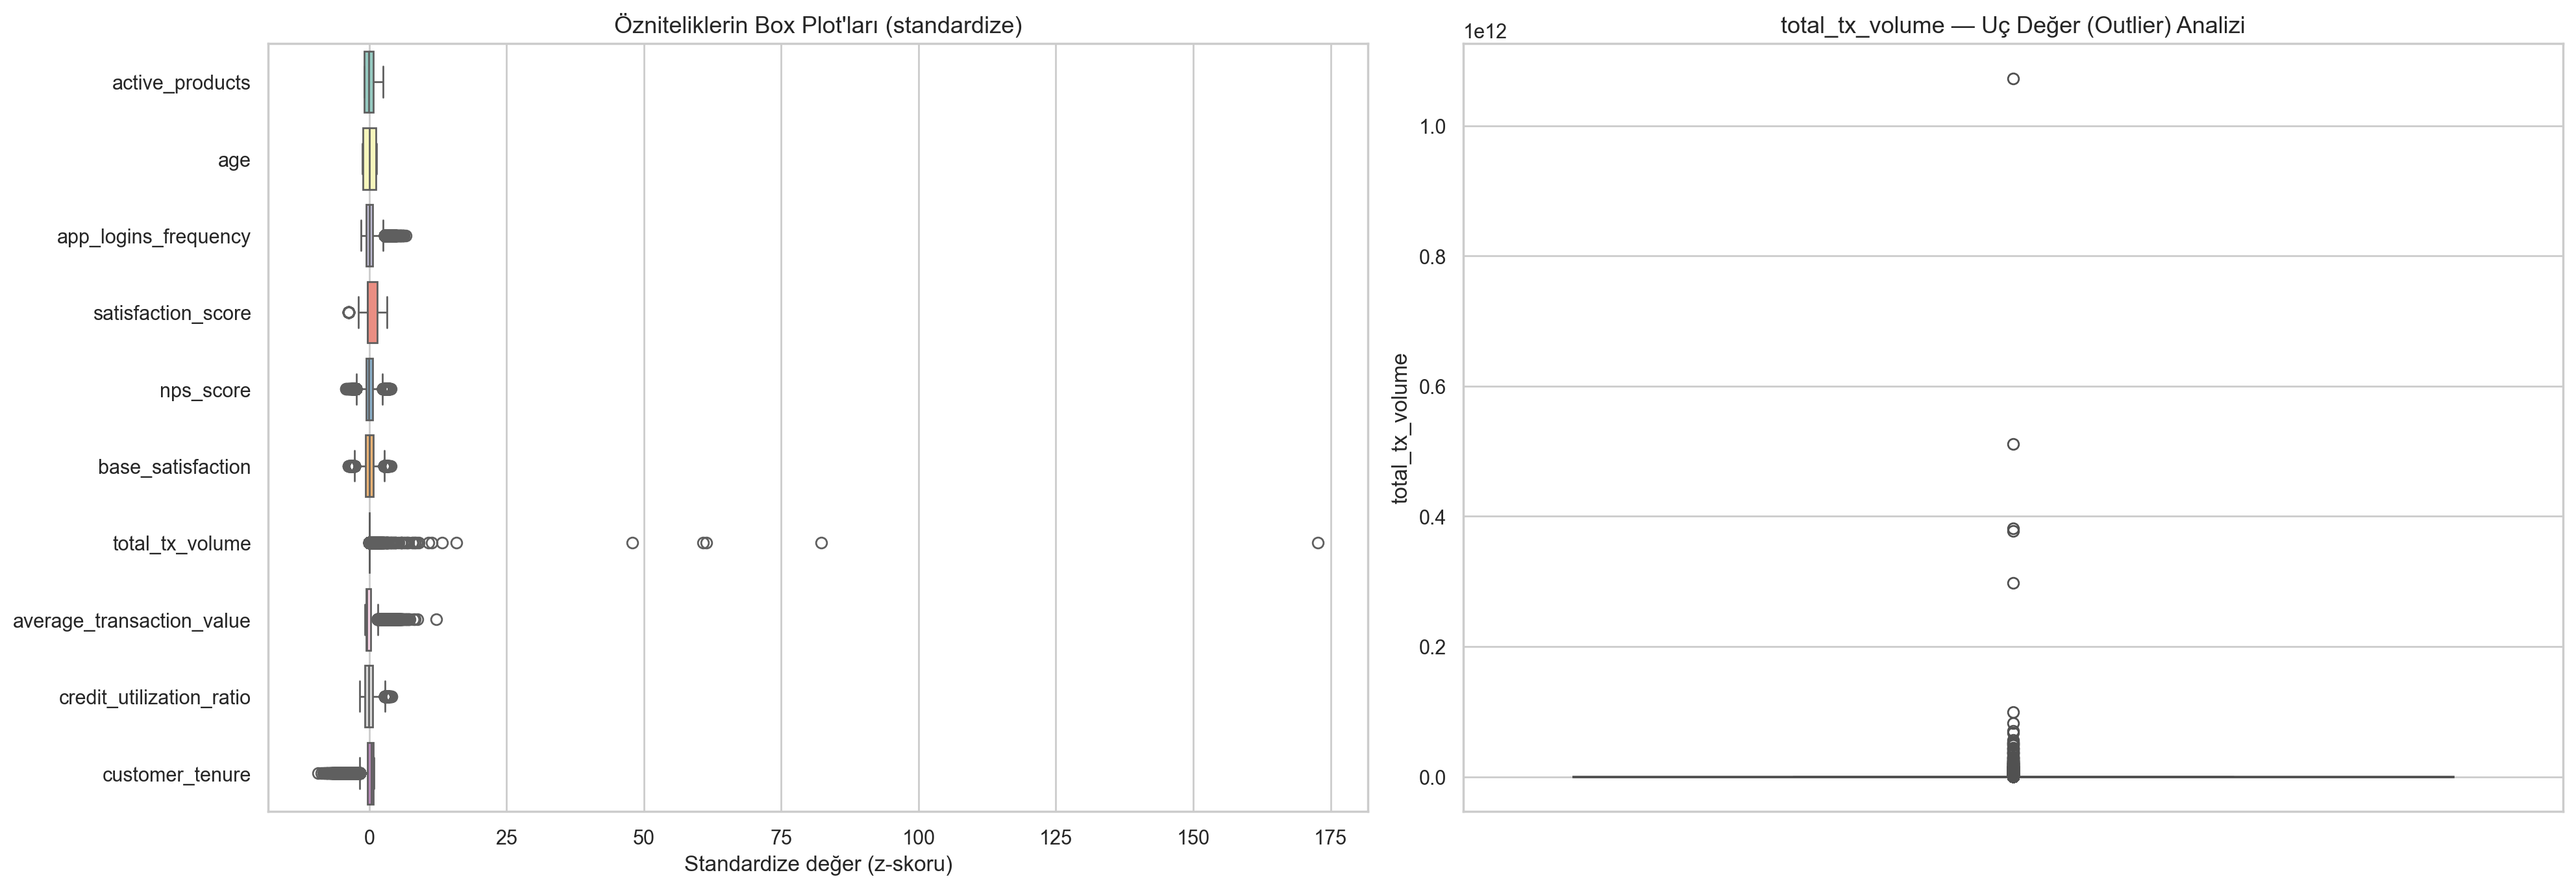 Özniteliklerin Box Plot'ları (standardize)
active_products
age
app_logins_frequency
satisfaction_score
nps_score
base_satisfaction
total_tx_volume
average_transaction_value
credit_utilization_ratio
customer_tenure
0 25 50 75 100 125 150 175
Standardize değer (z-skoru)
total_tx_volume — Uç Değer (Outlier) Analizi
1e12
1.0
0.8
0.6
0.4
0.2
0.0
total_tx_volume